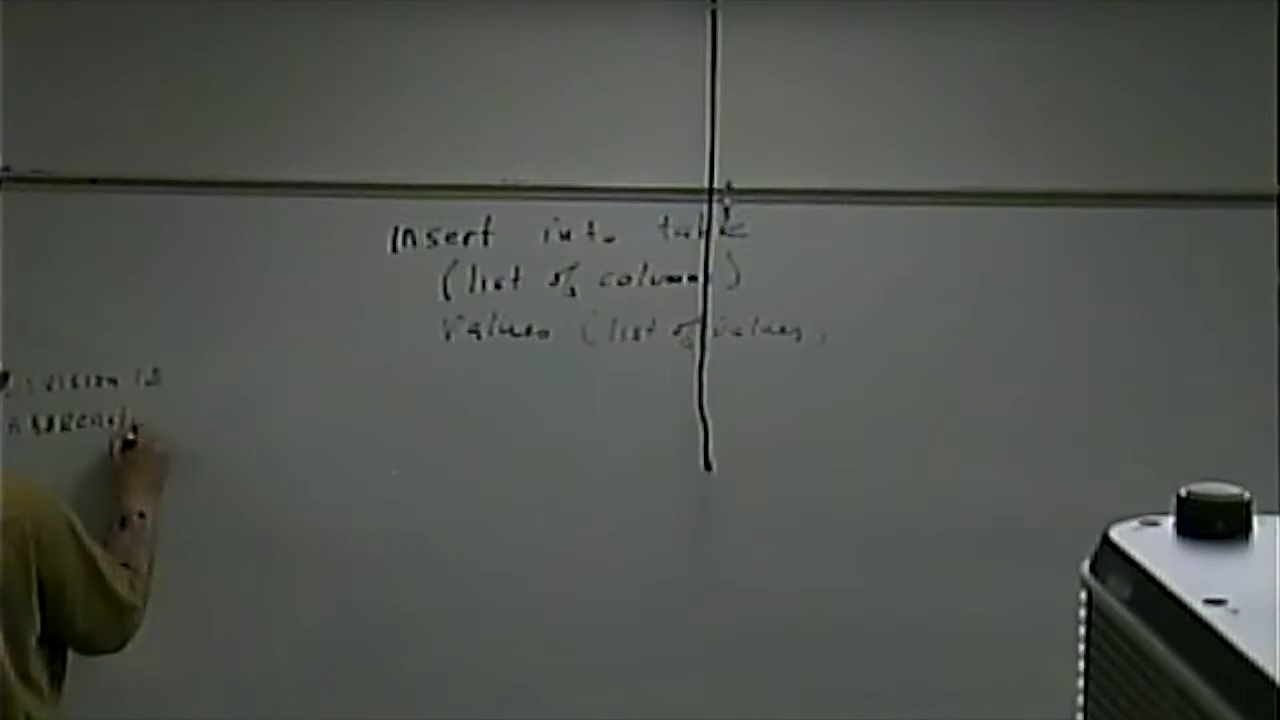 Insert into table
(list of columns)
Values (list of values,